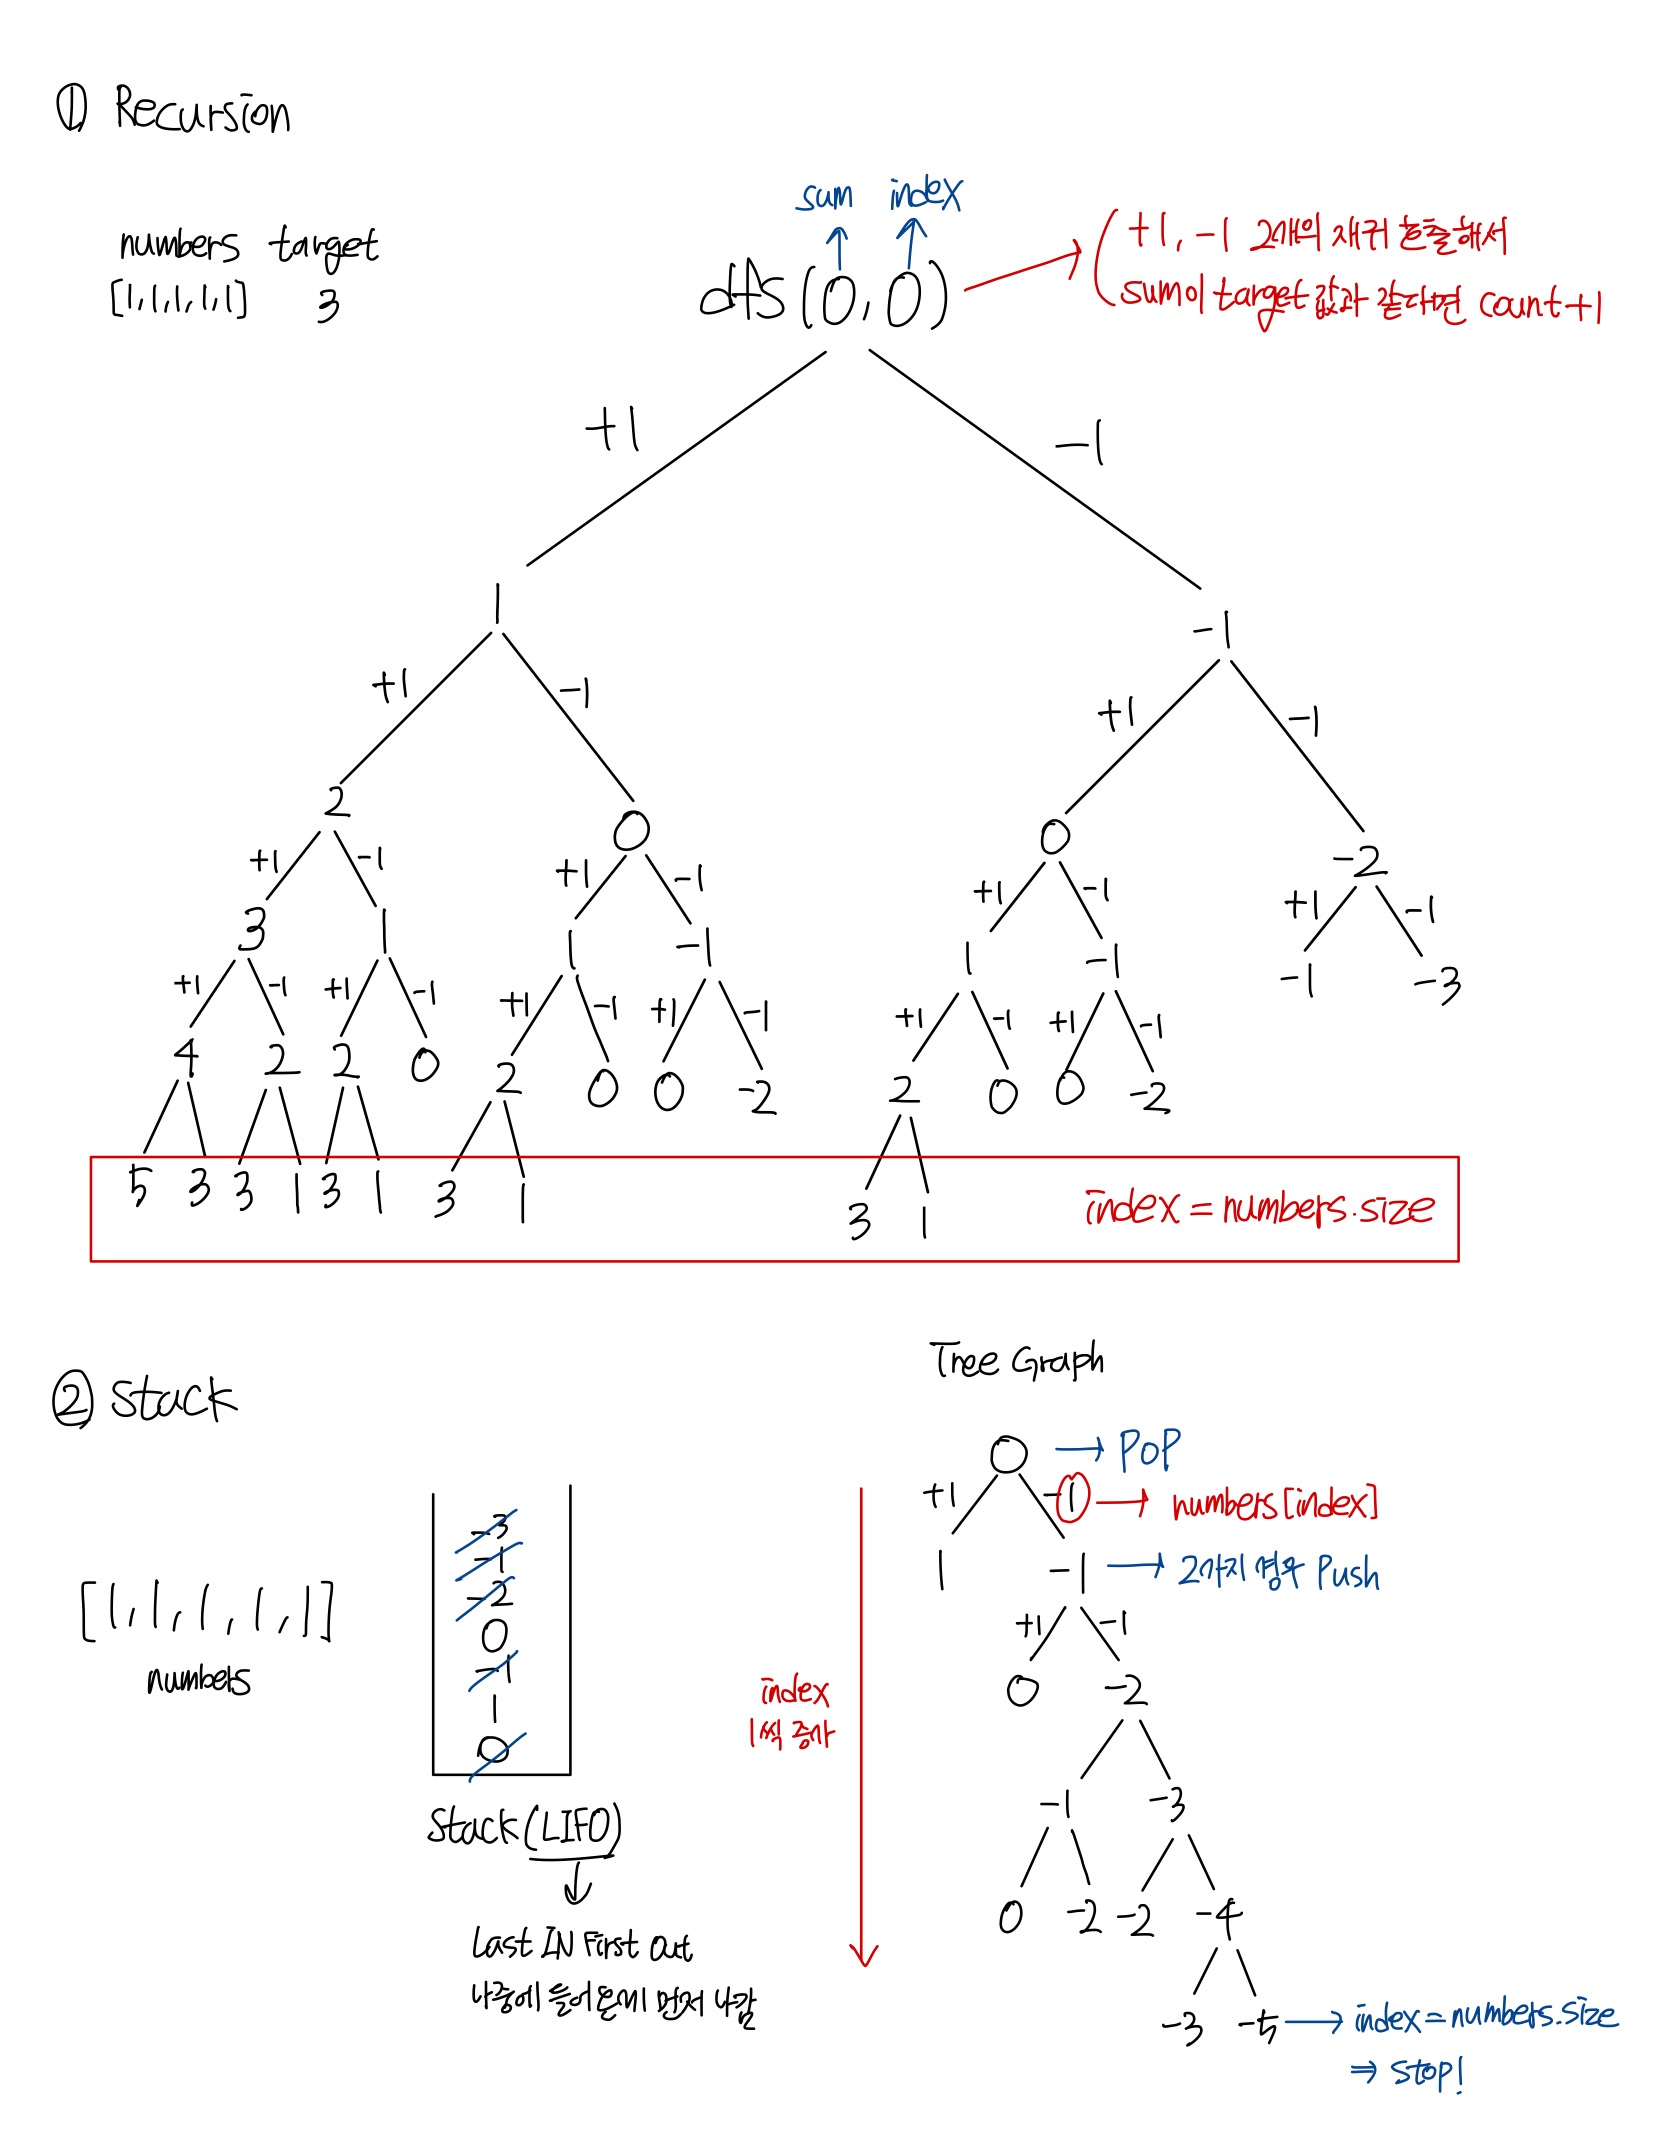 ① Recursion
sum index
numbers target
[1,1,1,1,1] 3
dfs(0,0)
+1, -1 2개의 재귀 호출해서
sum이 target값과 같다면 count+1
+1 -1
1 -1
+1 -1 +1 -1
2 0 0 -2
+1 -1 +1 -1 +1 -1 +1 -1
3 1 1 -1 1 -1 -1 -3
+1 -1 +1 -1 +1 -1 +1 -1 +1 -1 +1 -1
4 2 2 0 2 0 0 -2 2 0 0 -2
5 3 3 1 3 1 3 1 3 1
index = numbers.size
② Stack
[1,1,1,1,1]
numbers
-3
-1
-2
0
-1
1
0
Stack(LIFO)
Last IN First Out
나중에 들어온게 먼저 나감
Tree Graph
0 → POP
+1 -1 → numbers[index]
1 -1 → 2가지 경우 Push
+1 -1
0 -2
-1 -3
0 -2 -2 -4
-3 -5 → index=numbers.size
⇒ Stop!
index
1씩 증가